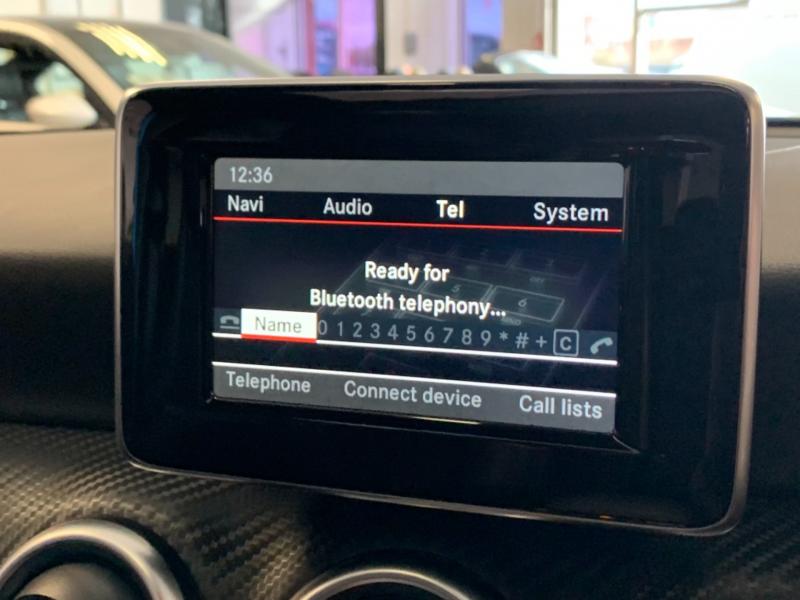 12:36
Navi Audio Tel System
Ready for
Bluetooth telephony...
Name 0 1 2 3 4 5 6 7 8 9 * # + C
Telephone Connect device Call lists